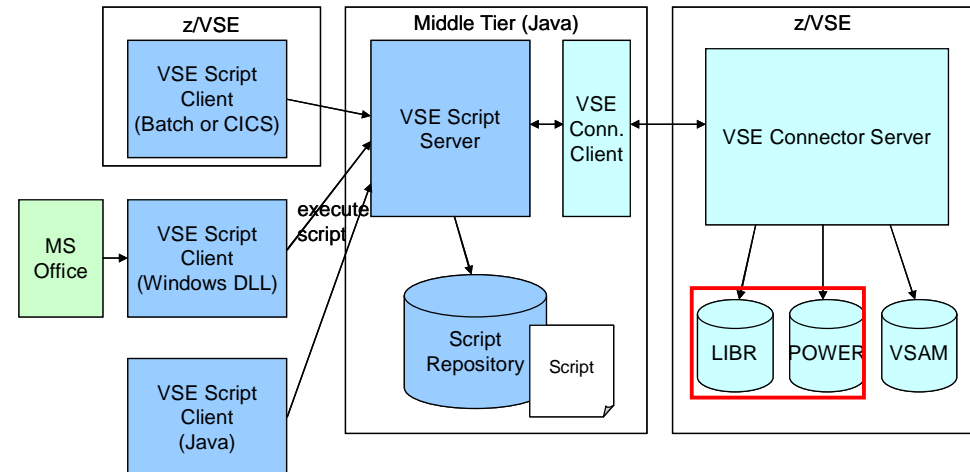 z/VSE
VSE Script
Client
(Batch or CICS)
MS
Office
VSE Script
Client
(Windows DLL)
execute
script
VSE Script
Client
(Java)
Middle Tier (Java)
VSE Script
Server
VSE
Conn.
Client
Script
Repository
Script
z/VSE
VSE Connector Server
LIBR
POWER
VSAM